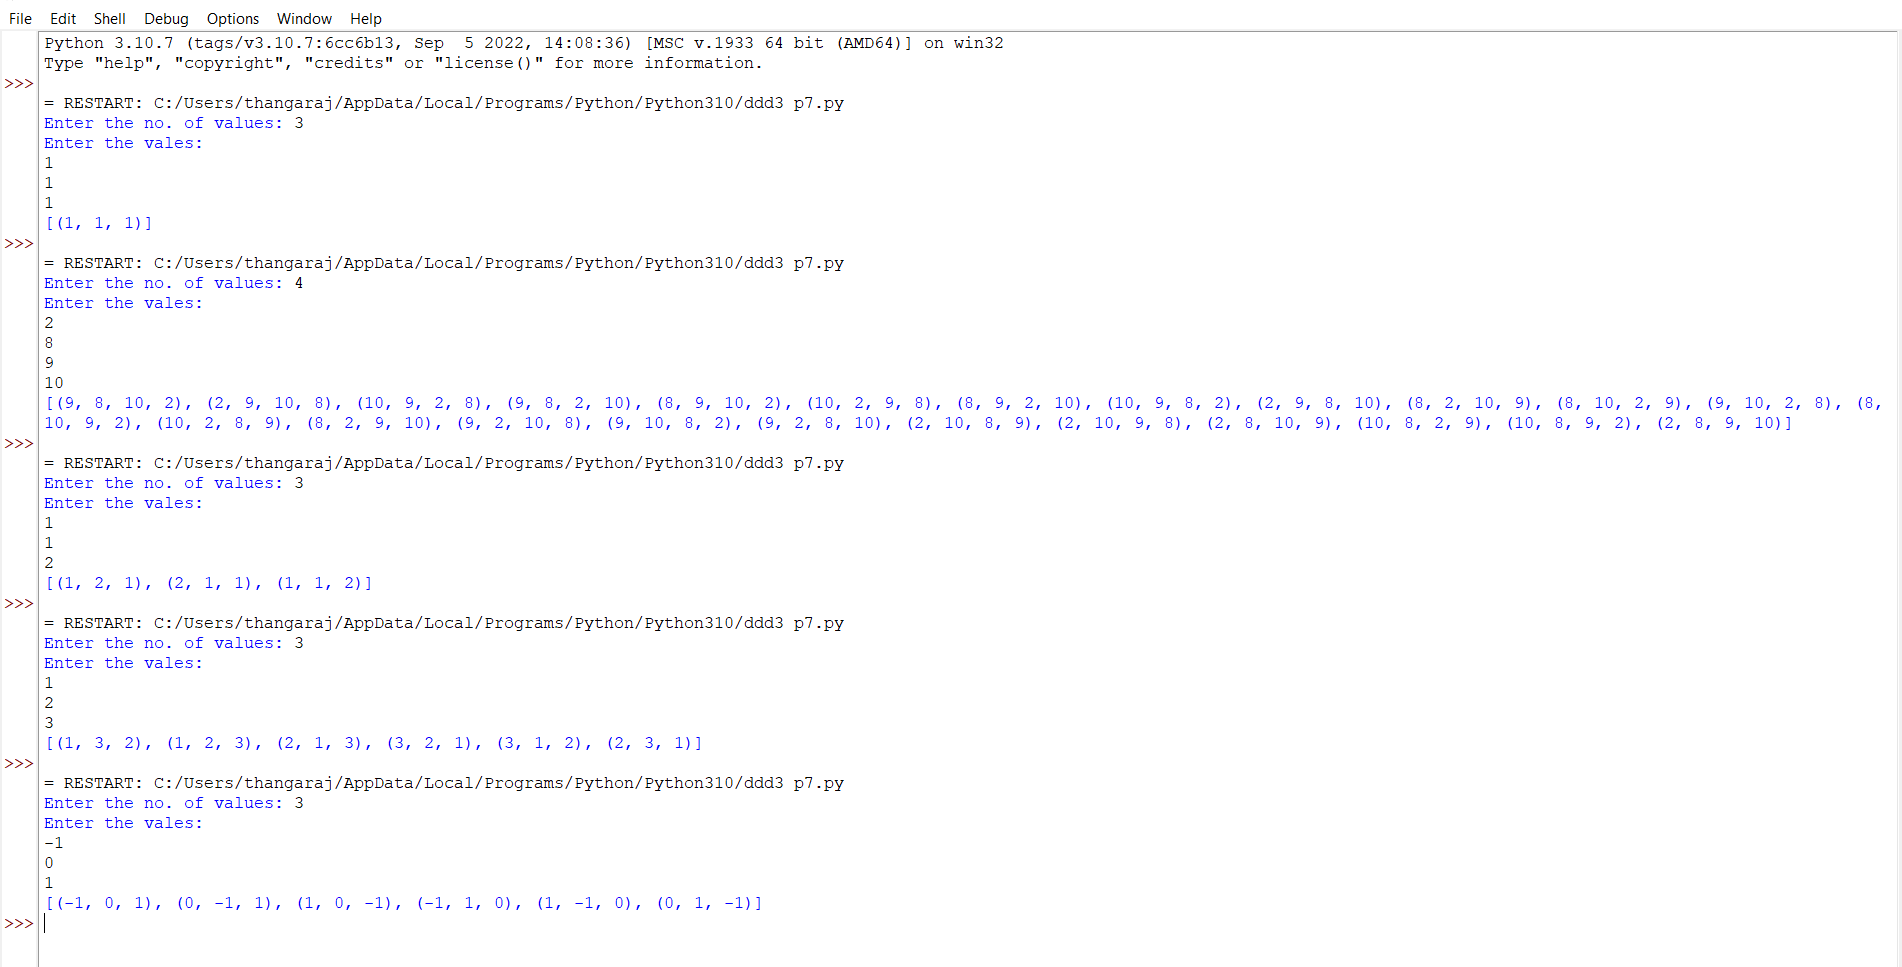 File Edit Shell Debug Options Window Help
Python 3.10.7 (tags/v3.10.7:6cc6b13, Sep  5 2022, 14:08:36) [MSC v.1933 64 bit (AMD64)] on win32
Type "help", "copyright", "credits" or "license()" for more information.
>>>
= RESTART: C:/Users/thangaraj/AppData/Local/Programs/Python/Python310/ddd3 p7.py
Enter the no. of values: 3
Enter the vales:
1
1
1
[(1, 1, 1)]
>>>
= RESTART: C:/Users/thangaraj/AppData/Local/Programs/Python/Python310/ddd3 p7.py
Enter the no. of values: 4
Enter the vales:
2
8
9
10
[(9, 8, 10, 2), (2, 9, 10, 8), (10, 9, 2, 8), (9, 8, 2, 10), (8, 9, 10, 2), (10, 2, 9, 8), (8, 9, 2, 10), (10, 9, 8, 2), (2, 9, 8, 10), (8, 2, 10, 9), (8, 10, 2, 9), (9, 10, 2, 8), (8,
10, 9, 2), (10, 2, 8, 9), (8, 2, 9, 10), (9, 2, 10, 8), (9, 10, 8, 2), (9, 2, 8, 10), (2, 10, 8, 9), (2, 10, 9, 8), (2, 8, 10, 9), (10, 8, 2, 9), (10, 8, 9, 2), (2, 8, 9, 10)]
>>>
= RESTART: C:/Users/thangaraj/AppData/Local/Programs/Python/Python310/ddd3 p7.py
Enter the no. of values: 3
Enter the vales:
1
1
2
[(1, 2, 1), (2, 1, 1), (1, 1, 2)]
>>>
= RESTART: C:/Users/thangaraj/AppData/Local/Programs/Python/Python310/ddd3 p7.py
Enter the no. of values: 3
Enter the vales:
1
2
3
[(1, 3, 2), (1, 2, 3), (2, 1, 3), (3, 2, 1), (3, 1, 2), (2, 3, 1)]
>>>
= RESTART: C:/Users/thangaraj/AppData/Local/Programs/Python/Python310/ddd3 p7.py
Enter the no. of values: 3
Enter the vales:
-1
0
1
[(-1, 0, 1), (0, -1, 1), (1, 0, -1), (-1, 1, 0), (1, -1, 0), (0, 1, -1)]
>>>